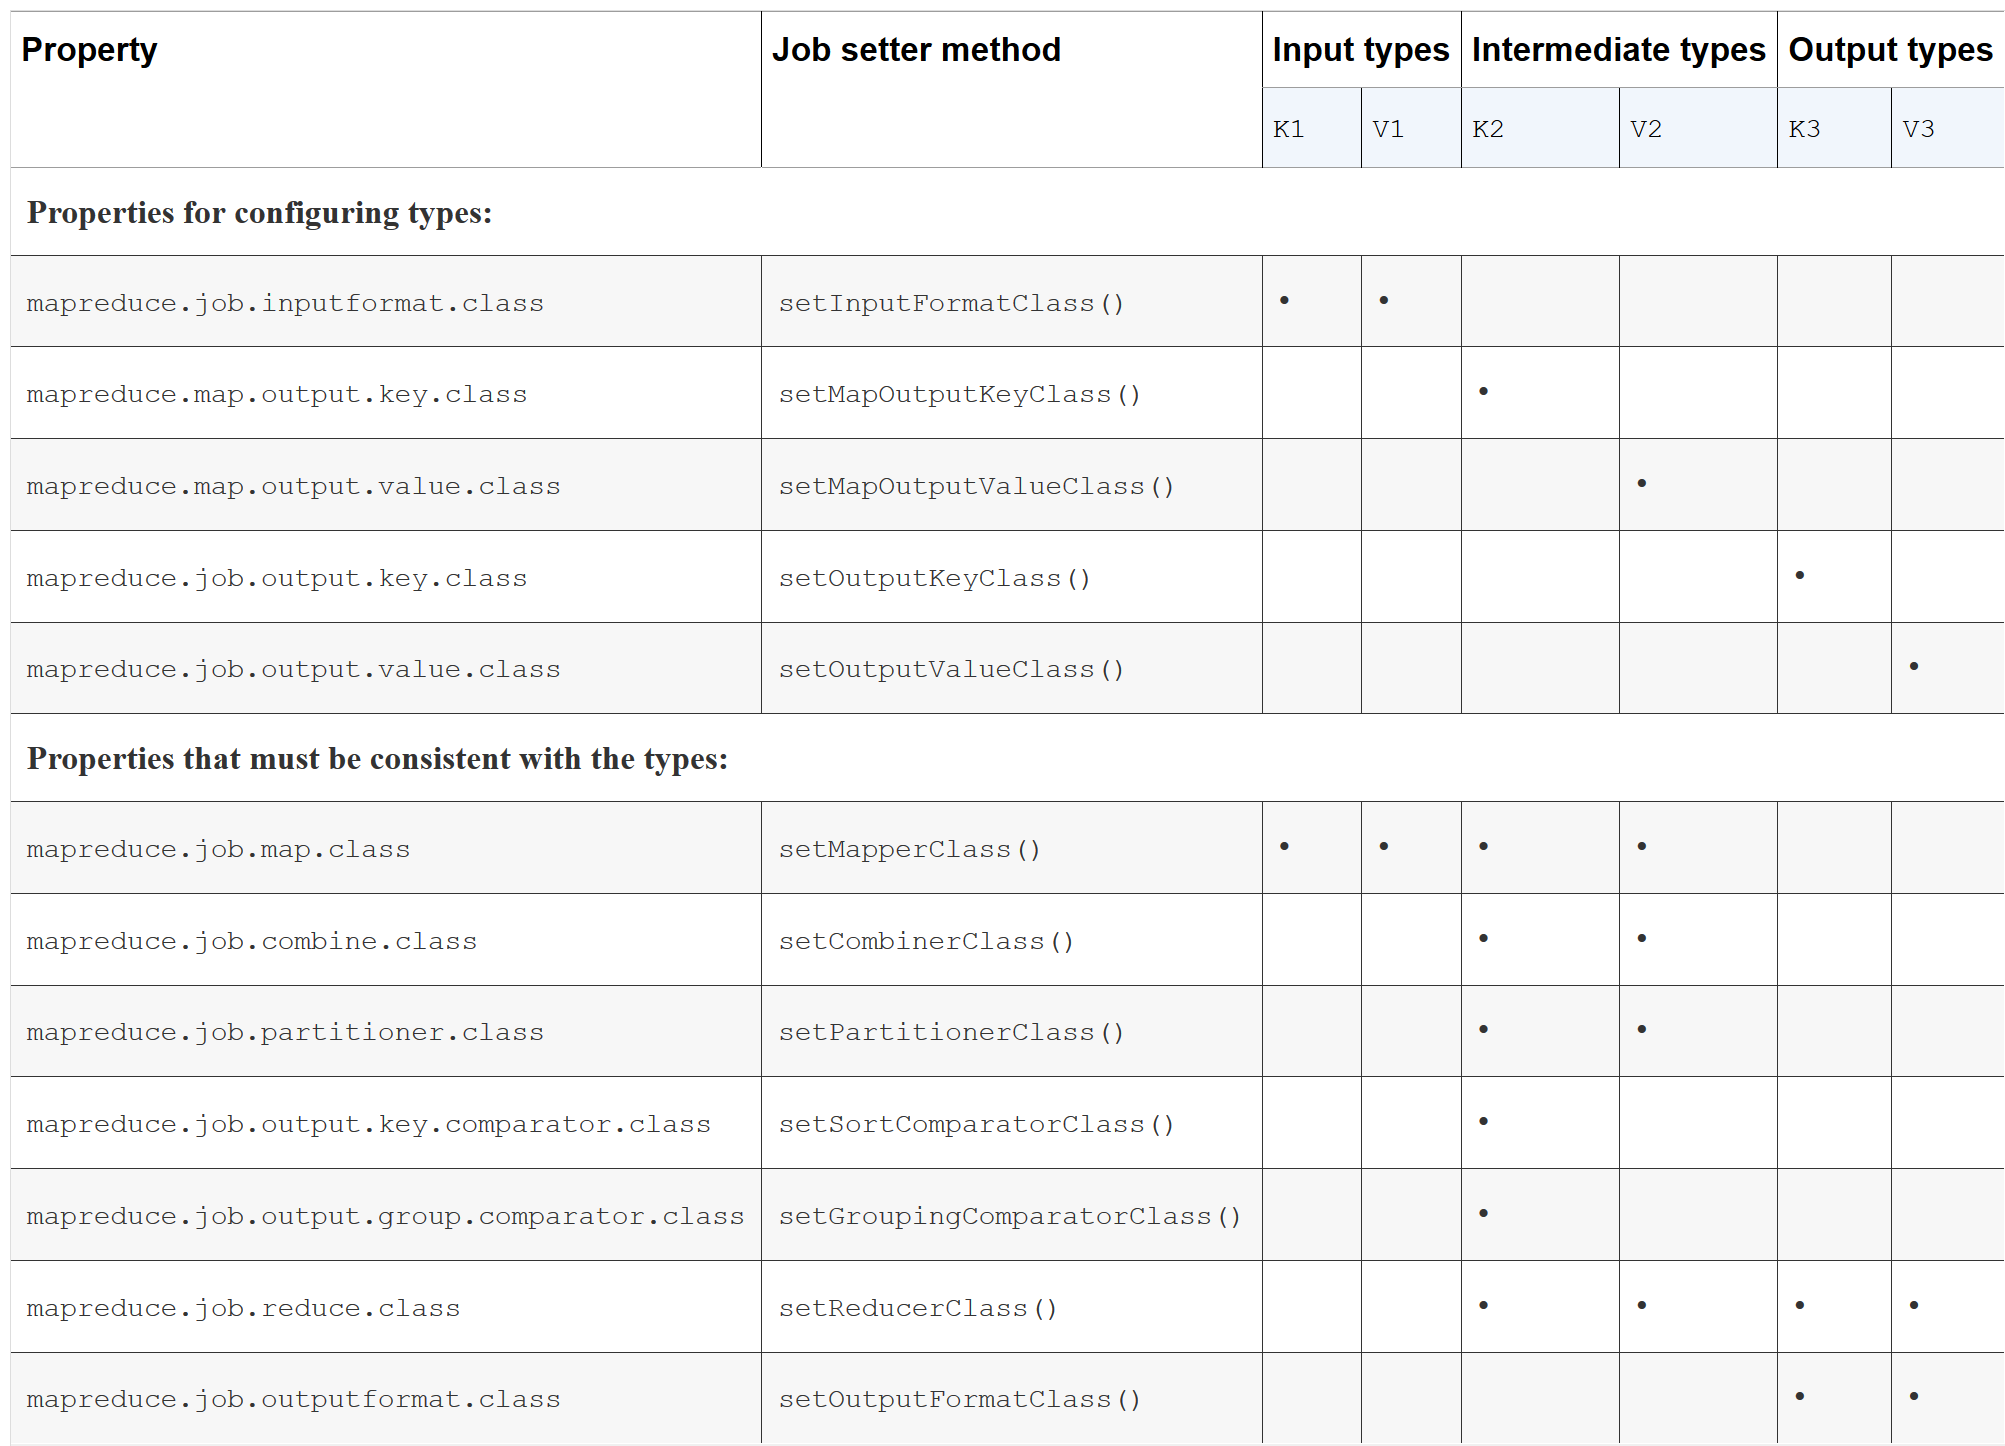 Property Job setter method Input types Intermediate types Output types
K1 V1 K2 V2 K3 V3
Properties for configuring types:
mapreduce.job.inputformat.class setInputFormatClass() • •
mapreduce.map.output.key.class setMapOutputKeyClass() •
mapreduce.map.output.value.class setMapOutputValueClass() •
mapreduce.job.output.key.class setOutputKeyClass() •
mapreduce.job.output.value.class setOutputValueClass() •
Properties that must be consistent with the types:
mapreduce.job.map.class setMapperClass() • • • •
mapreduce.job.combine.class setCombinerClass() • •
mapreduce.job.partitioner.class setPartitionerClass() • •
mapreduce.job.output.key.comparator.class setSortComparatorClass() •
mapreduce.job.output.group.comparator.class setGroupingComparatorClass() •
mapreduce.job.reduce.class setReducerClass() • • • •
mapreduce.job.outputformat.class setOutputFormatClass() • •